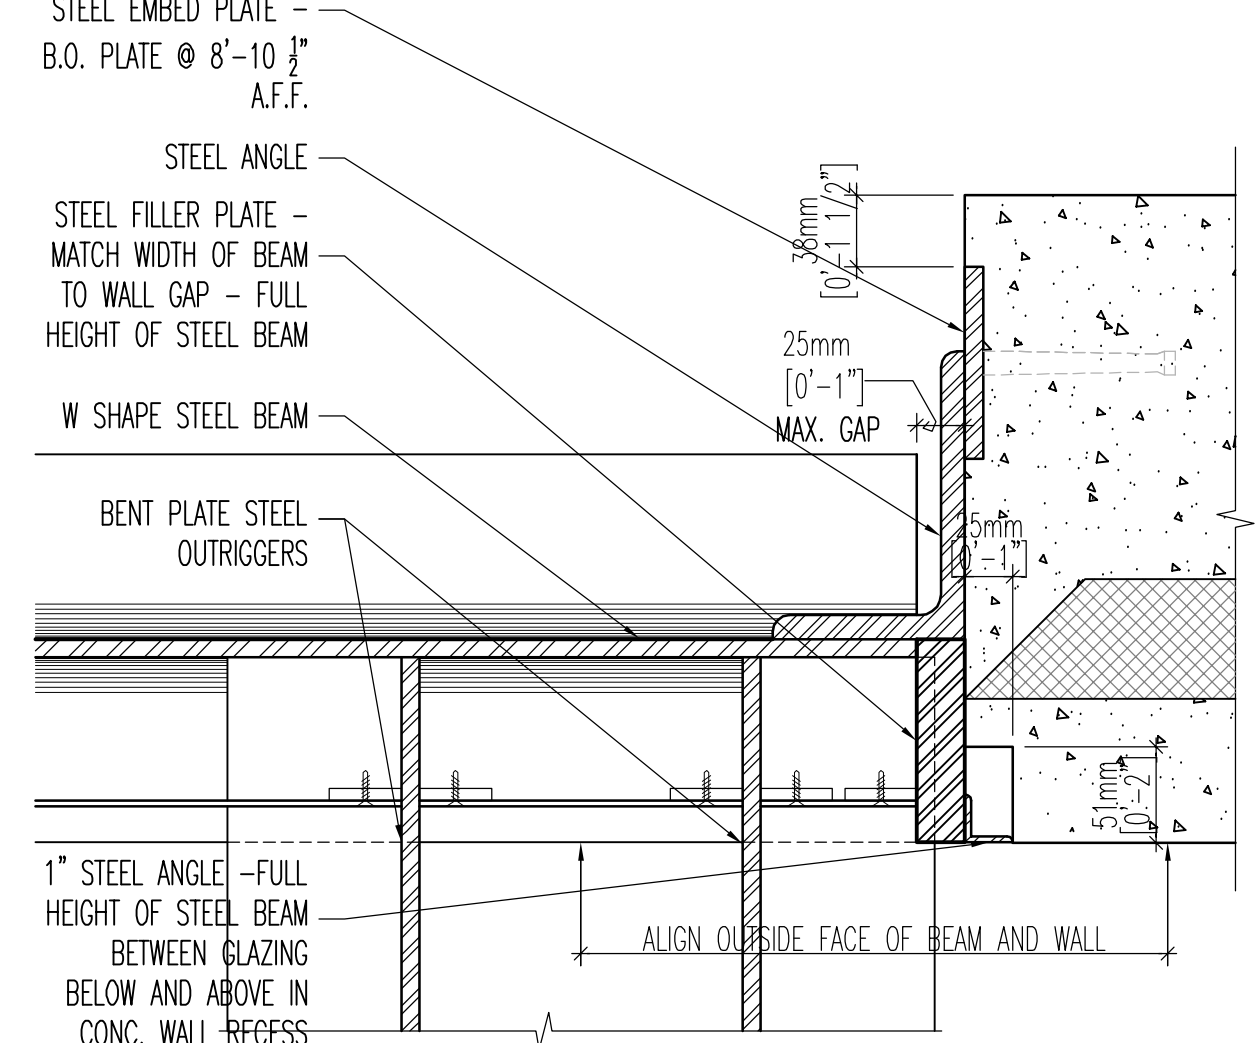 STEEL EMBED PLATE –
B.O. PLATE @ 8'–10 1/2"
A.F.F.
STEEL ANGLE
STEEL FILLER PLATE –
MATCH WIDTH OF BEAM
TO WALL GAP – FULL
HEIGHT OF STEEL BEAM
W SHAPE STEEL BEAM
BENT PLATE STEEL
OUTRIGGERS
1" STEEL ANGLE –FULL
HEIGHT OF STEEL BEAM
BETWEEN GLAZING
BELOW AND ABOVE IN
CONC. WALL RECESS
38mm
[0'–1 1/2"]
25mm
[0'–1"]
MAX. GAP
25mm
[0'–1"]
51mm
[0'–2"]
ALIGN OUTSIDE FACE OF BEAM AND WALL